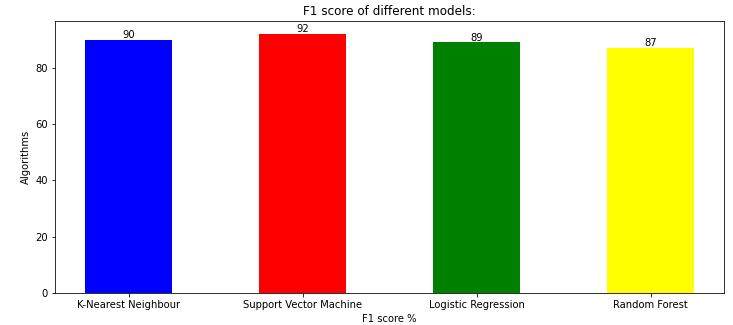 F1 score of different models:
90
92
89
87
80
60
40
20
0
Algorithms
K-Nearest Neighbour
Support Vector Machine
Logistic Regression
Random Forest
F1 score %